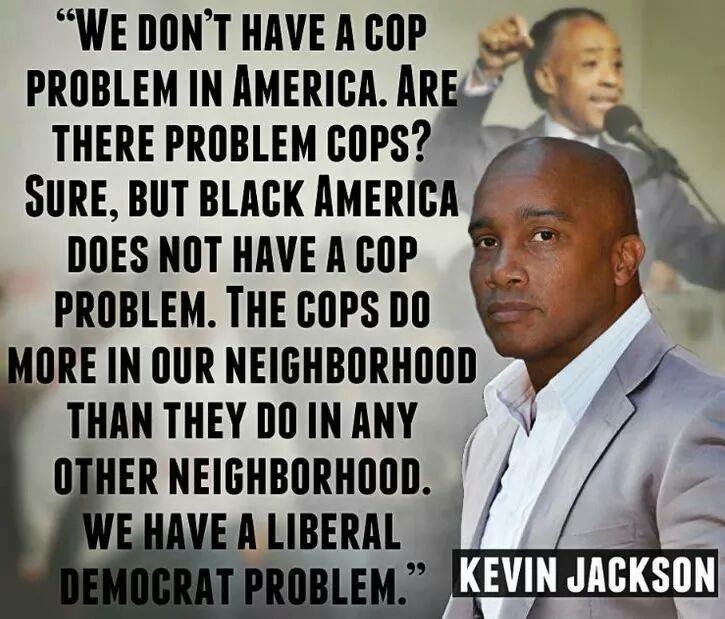 “WE DON’T HAVE A COP
PROBLEM IN AMERICA. ARE
THERE PROBLEM COPS?
SURE, BUT BLACK AMERICA
DOES NOT HAVE A COP
PROBLEM. THE COPS DO
MORE IN OUR NEIGHBORHOOD
THAN THEY DO IN ANY
OTHER NEIGHBORHOOD.
WE HAVE A LIBERAL
DEMOCRAT PROBLEM.”
KEVIN JACKSON